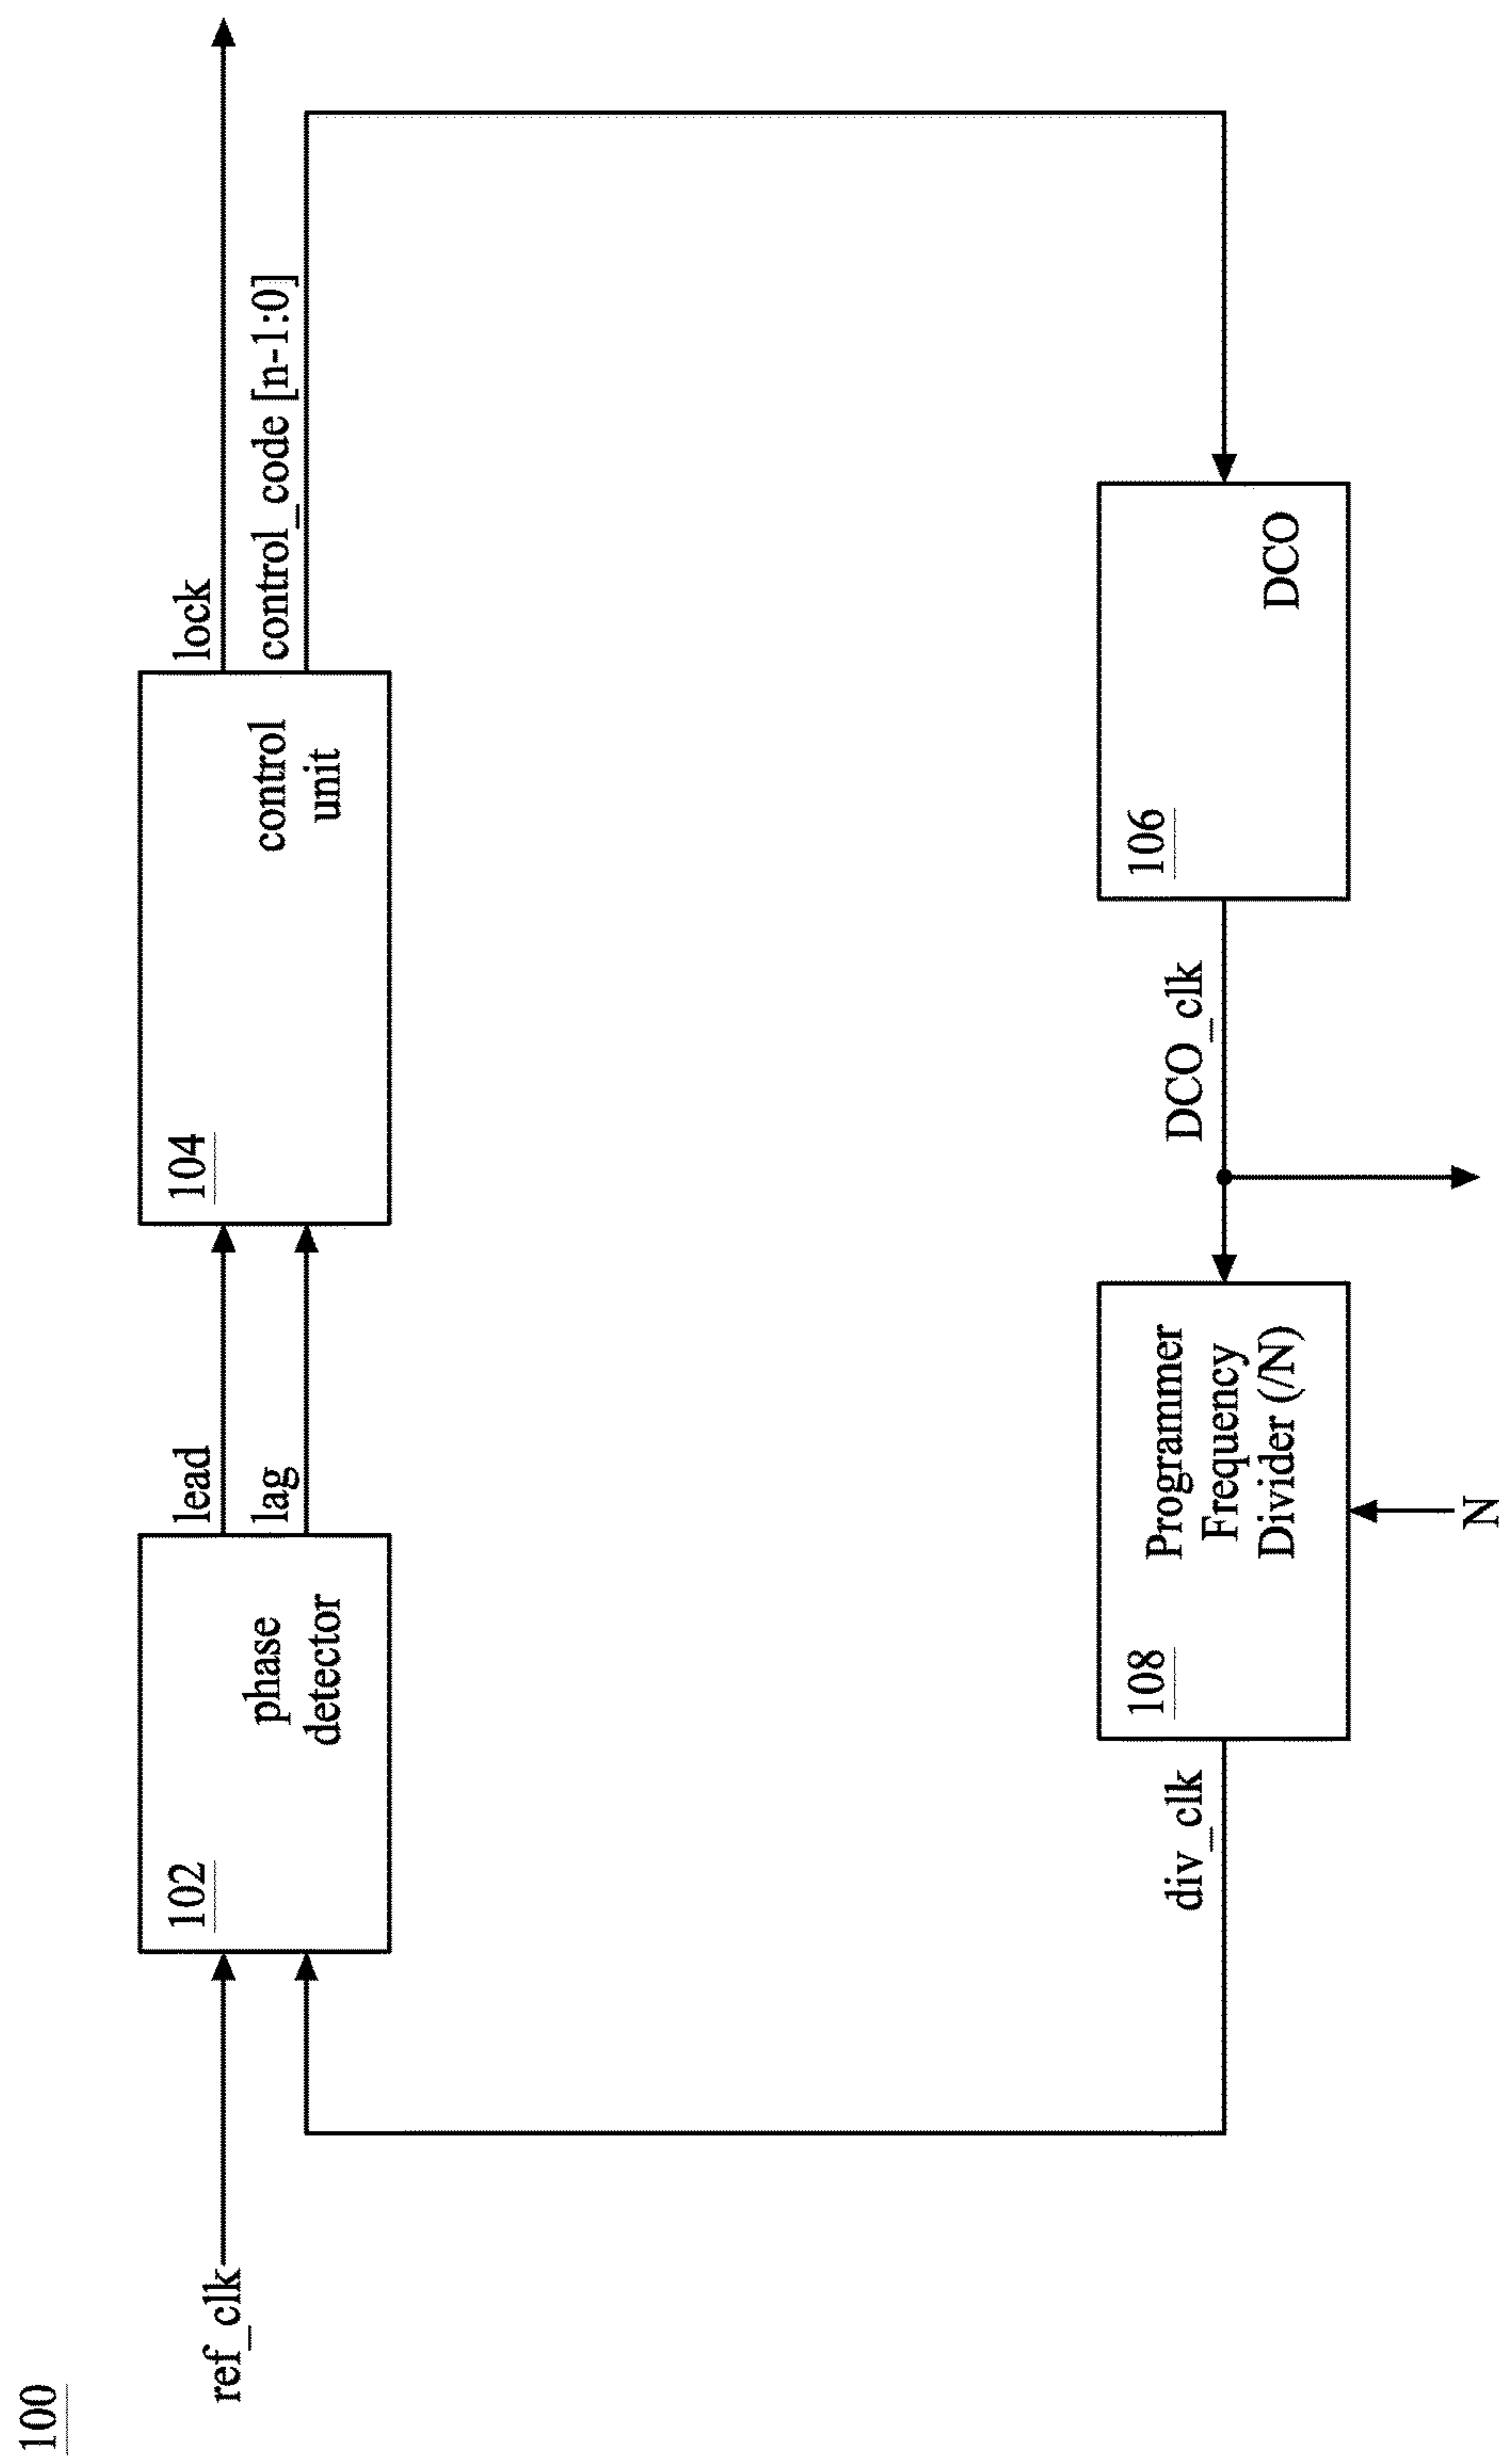 100
ref_clk
102
phase
detector
lead
lag
104
control
unit
lock
control_code [n-1:0]
div_clk
108
Programmer
Frequency
Divider (/N)
N
DCO_clk
106
DCO